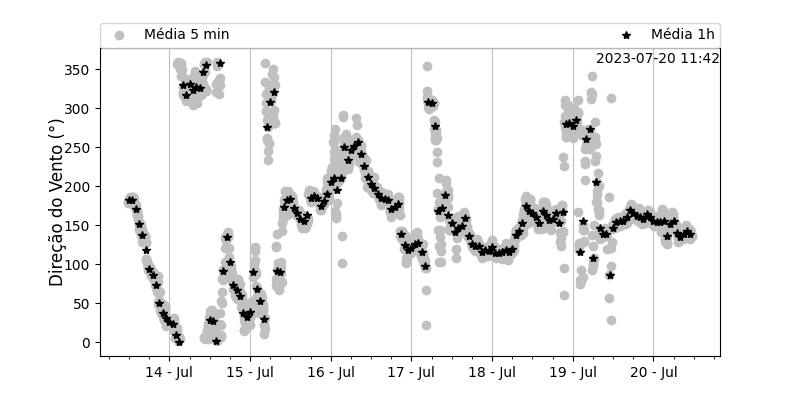 Média 5 min
Média 1h
2023-07-20 11:42
Direção do Vento (°)
350
300
250
200
150
100
50
0
14 - Jul
15 - Jul
16 - Jul
17 - Jul
18 - Jul
19 - Jul
20 - Jul